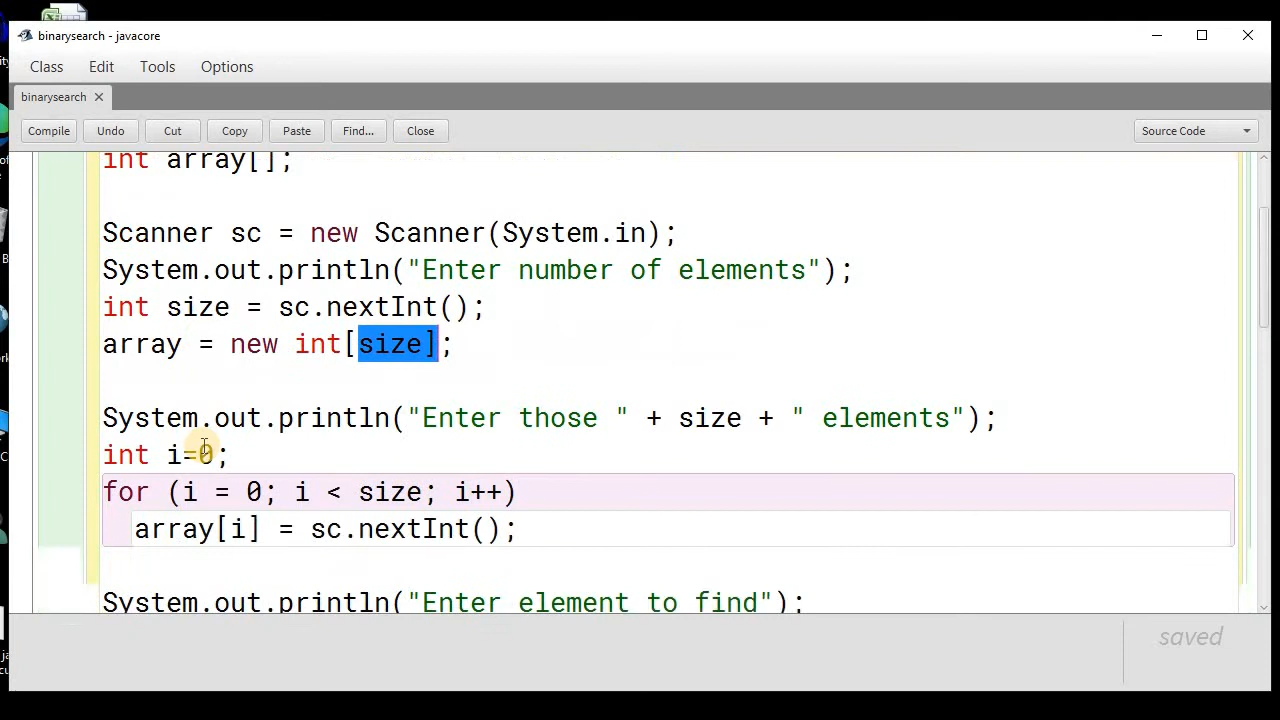 binarysearch - javacore
Class Edit Tools Options
binarysearch
Compile Undo Cut Copy Paste Find... Close Source Code
int array[];
Scanner sc = new Scanner(System.in);
System.out.println("Enter number of elements");
int size = sc.nextInt();
array = new int[size];
System.out.println("Enter those " + size + " elements");
int i=0;
for (i = 0; i < size; i++)
array[i] = sc.nextInt();
System.out.println("Enter element to find");
saved